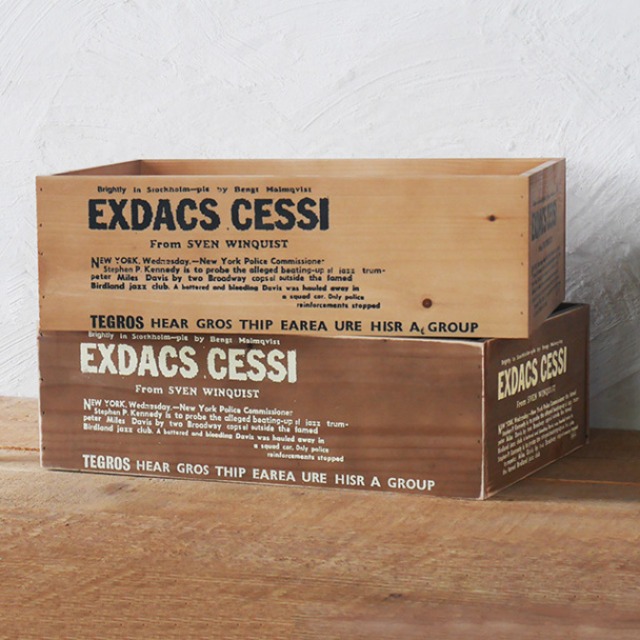 Brightly in Stockholm—pie by Bengt Malmqvist
EXDACS CESSI
From SVEN WINQUIST
NEW YORK, Wednesday.—New York Police Commissioner
Stephen P. Kennedy is to probe the alleged beating-up of jazz trum-
peter Miles Davis by two Broadway cops outside the famed
Birdland jazz club. A battered and bleeding Davis was hauled away in
a squad car. Only police
reinforcements stopped
TEGROS HEAR GROS THIP EAREA URE HISR A GROUP
Brightly in Stockholm—pie by Bengt Malmqvist
EXDACS CESSI
From SVEN WINQUIST
NEW YORK, Wednesday.—New York Police Commissioner
Stephen P. Kennedy is to probe the alleged beating-up of jazz trum-
peter Miles Davis by two Broadway cops outside the famed
Birdland jazz club. A battered and bleeding Davis was hauled away in
a squad car. Only police
reinforcements stopped
TEGROS HEAR GROS THIP EAREA URE HISR A GROUP
EXDACS CESSI
From SVEN WINQUIST